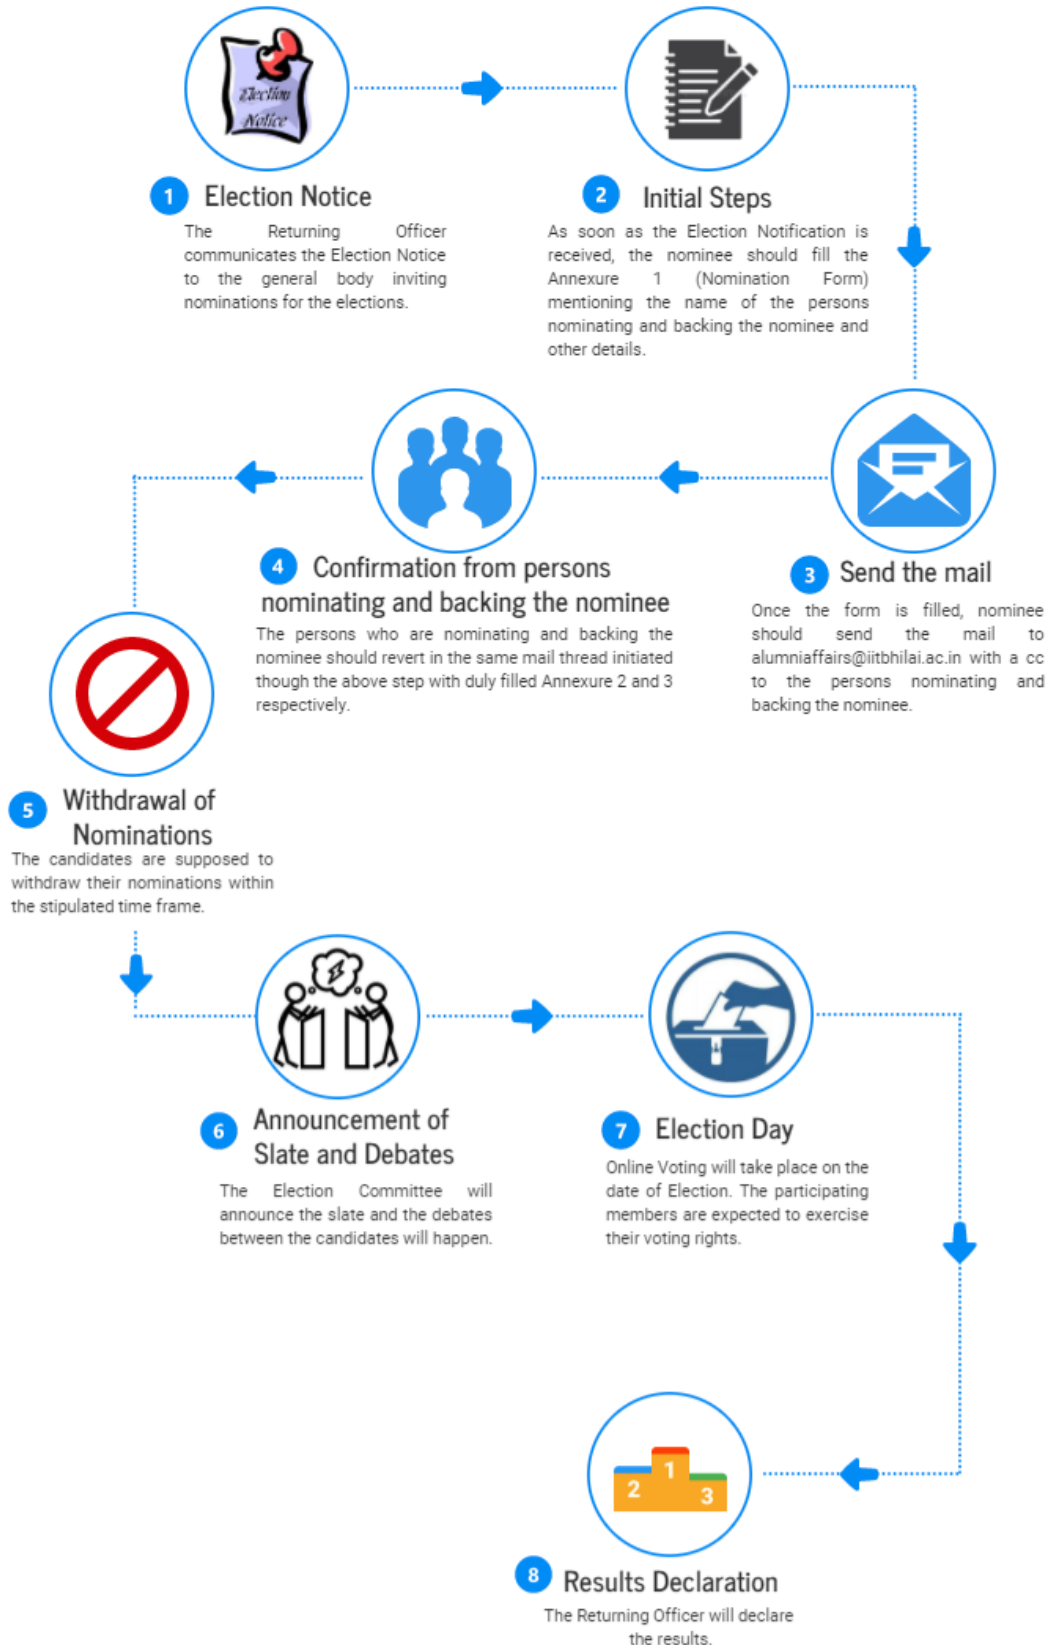 Election
Notice
1 Election Notice
The Returning Officer
communicates the Election Notice
to the general body inviting
nominations for the elections.
2 Initial Steps
As soon as the Election Notification is
received, the nominee should fill the
Annexure 1 (Nomination Form)
mentioning the name of the persons
nominating and backing the nominee and
other details.
3 Send the mail
Once the form is filled, nominee
should send the mail to
alumniaffairs@iitbhilai.ac.in with a cc
to the persons nominating and
backing the nominee.
4 Confirmation from persons
nominating and backing the nominee
The persons who are nominating and backing the
nominee should revert in the same mail thread initiated
though the above step with duly filled Annexure 2 and 3
respectively.
5 Withdrawal of
Nominations
The candidates are supposed to
withdraw their nominations within
the stipulated time frame.
6 Announcement of
Slate and Debates
The Election Committee will
announce the slate and the debates
between the candidates will happen.
7 Election Day
Online Voting will take place on the
date of Election. The participating
members are expected to exercise
their voting rights.
1
2
3
8 Results Declaration
The Returning Officer will declare
the results.